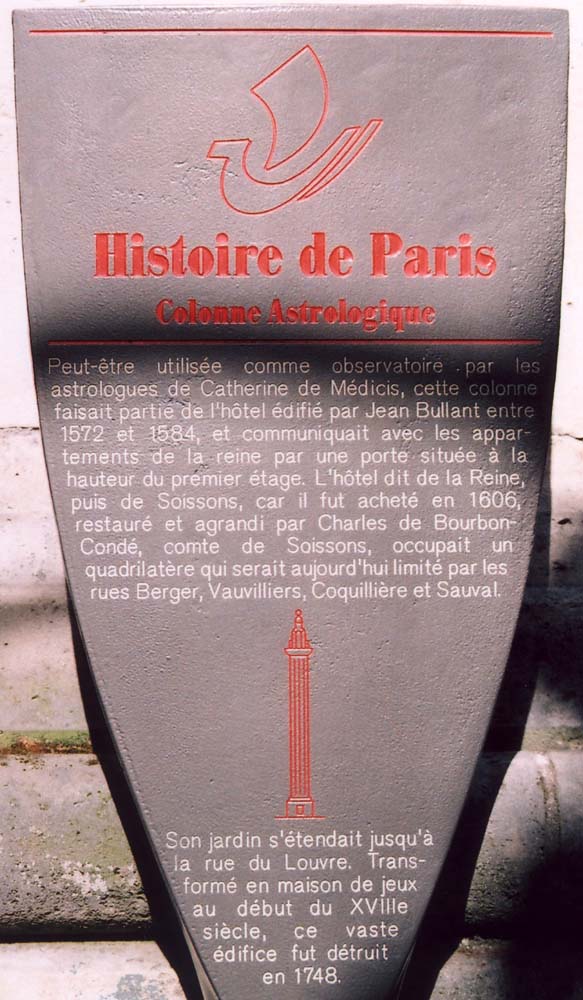 Histoire de Paris
Colonne Astrologique
Peut-être utilisée comme observatoire par les
astrologues de Catherine de Médicis, cette colonne
faisait partie de l'hôtel édifié par Jean Bullant entre
1572 et 1584, et communiquait avec les appar-
tements de la reine par une porte située à la
hauteur du premier étage. L'hôtel dit de la Reine,
puis de Soissons, car il fut acheté en 1606,
restauré et agrandi par Charles de Bourbon-
Condé, comte de Soissons, occupait un
quadrilatère qui serait aujourd'hui limité par les
rues Berger, Vauvilliers, Coquillière et Sauval.
Son jardin s'étendait jusqu'à
la rue du Louvre. Trans-
formé en maison de jeux
au début du XVIIIe
siècle, ce vaste
édifice fut détruit
en 1748.